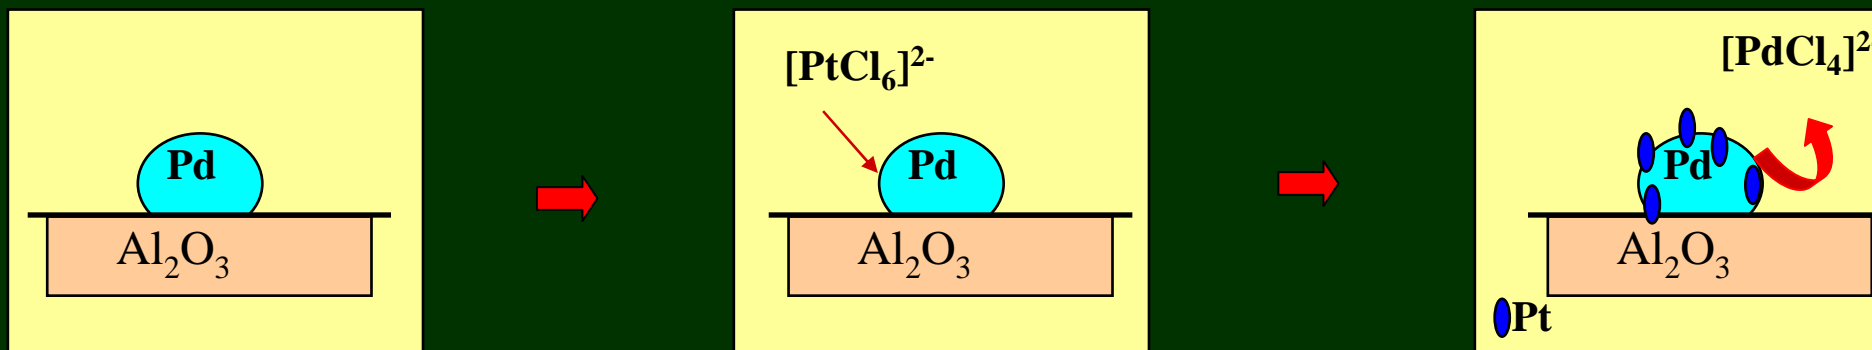 Pd
Al₂O₃
[PtCl₆]²⁻
Pd
Al₂O₃
[PdCl₄]²
Pd
Al₂O₃
Pt